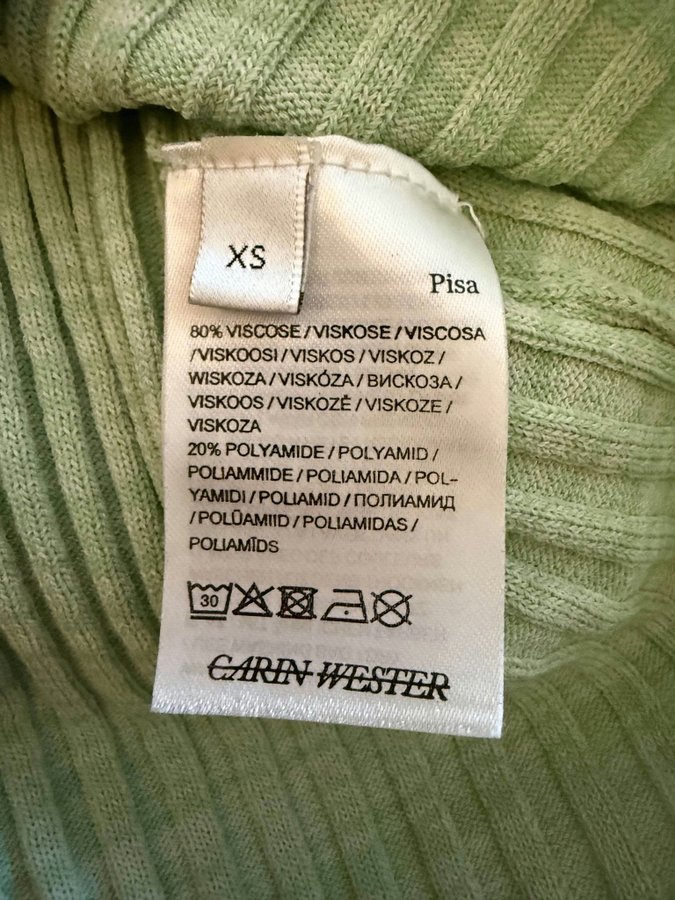 XS
Pisa
80% VISCOSE / VISKOSE / VISCOSA
/ VISKOOSI / VISKOS / VISKOZ /
WISKOZA / VISKÓZA / ВИСКОЗА /
VISKOOS / VISKOZĒ / VISKOZE /
VISKOZA
20% POLYAMIDE / POLYAMID /
POLIAMMIDE / POLIAMIDA / POL-
YAMIDI / POLIAMID / ПОЛИАМИД
/ POLÜAMIID / POLIAMIDAS /
POLIAMĪDS
30
CARIN WESTER